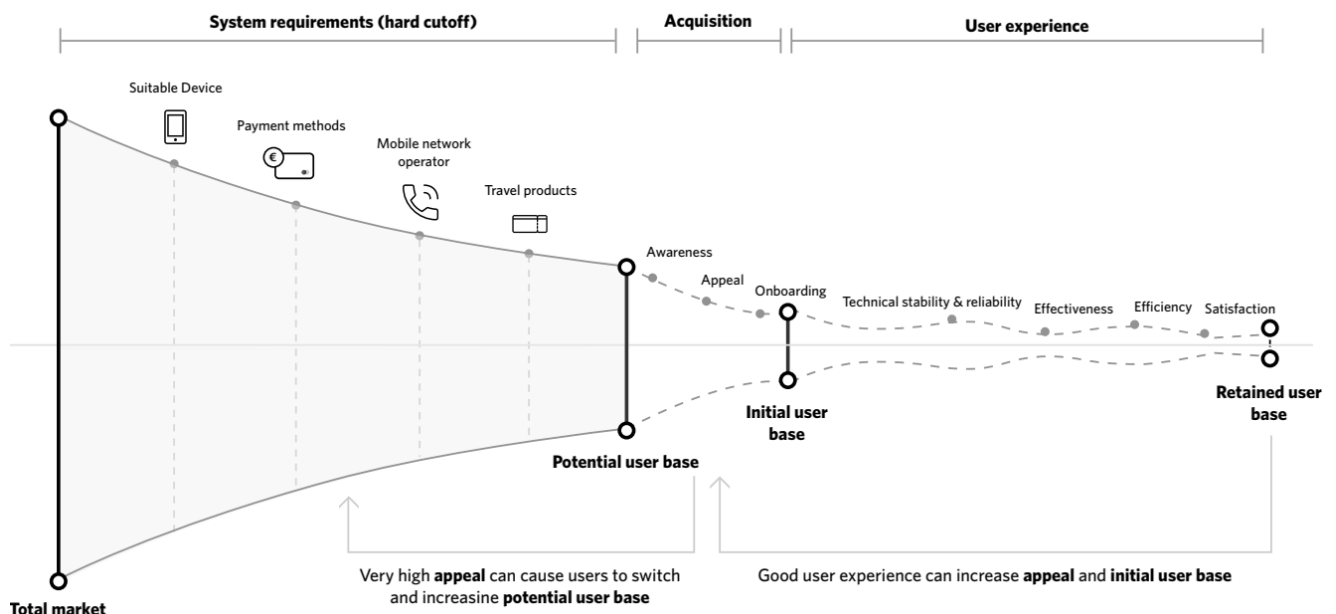 System requirements (hard cutoff)
Acquisition
User experience
Suitable Device
Payment methods
€
Mobile network
operator
Travel products
Awareness
Appeal
Onboarding
Technical stability & reliability
Effectiveness
Efficiency
Satisfaction
Retained user
base
Initial user
base
Potential user base
Very high appeal can cause users to switch
and increasine potential user base
Good user experience can increase appeal and initial user base
Total market